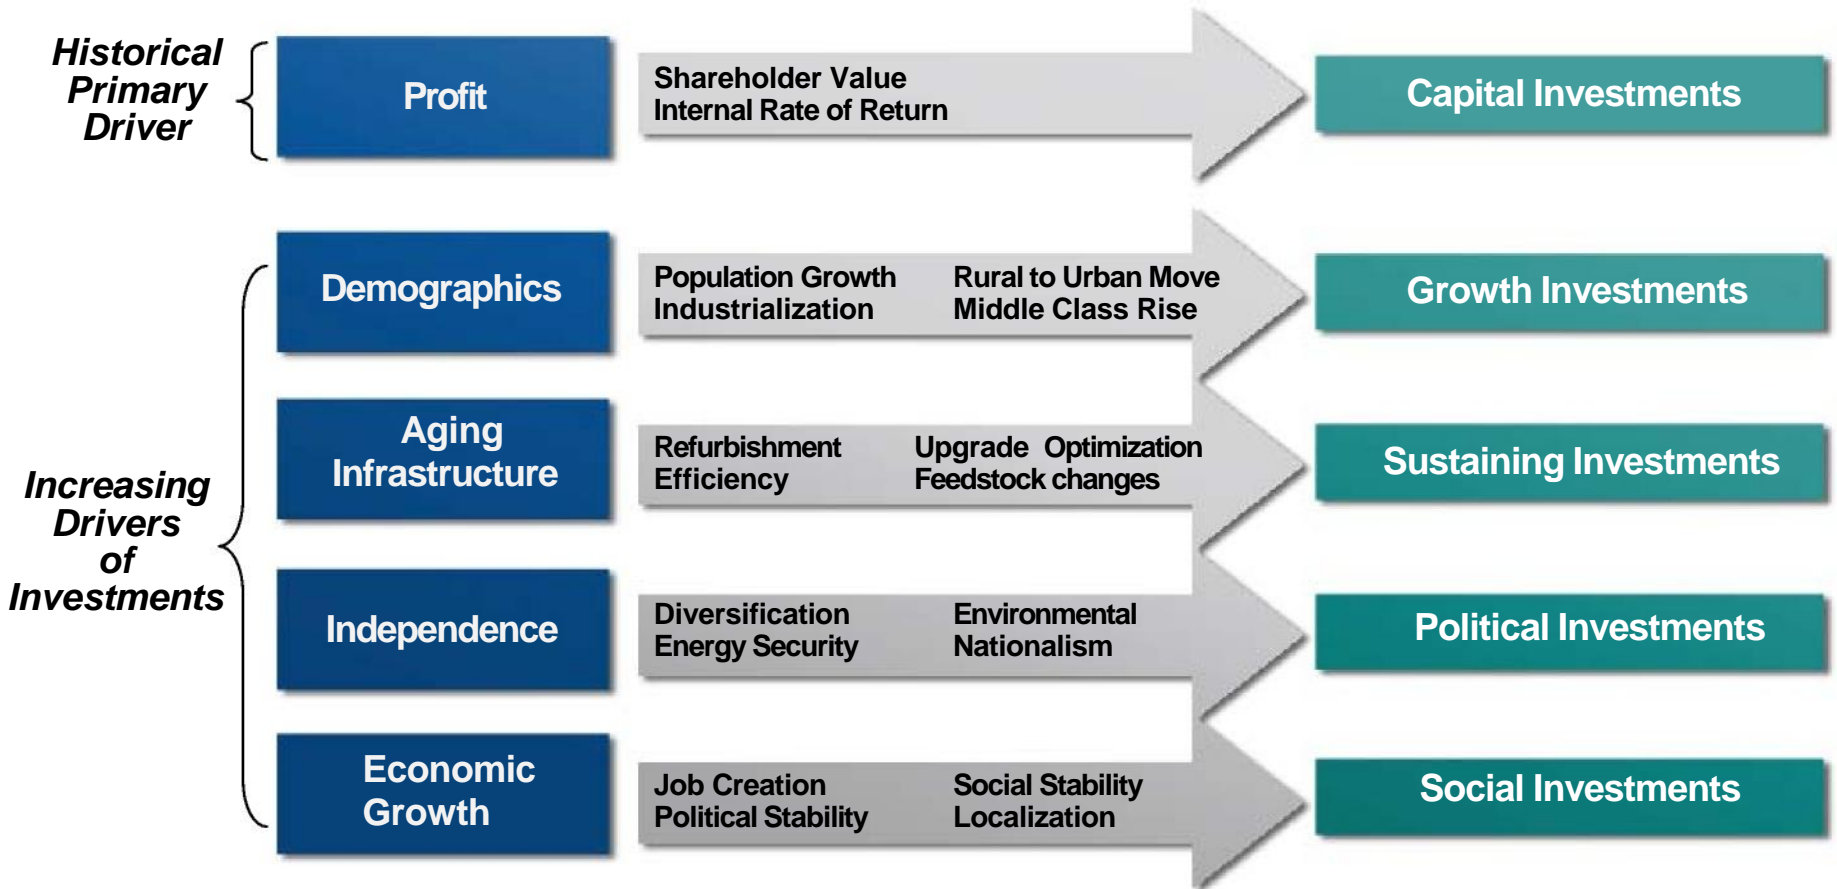 Historical
Primary
Driver
Profit
Shareholder Value
Internal Rate of Return
Capital Investments
Increasing
Drivers
of
Investments
Demographics
Population Growth Rural to Urban Move
Industrialization Middle Class Rise
Growth Investments
Aging
Infrastructure
Refurbishment Upgrade Optimization
Efficiency Feedstock changes
Sustaining Investments
Independence
Diversification Environmental
Energy Security Nationalism
Political Investments
Economic
Growth
Job Creation Social Stability
Political Stability Localization
Social Investments